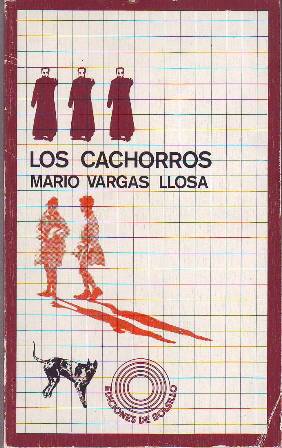 LOS CACHORROS
MARIO VARGAS LLOSA
EDICIONES DE BOLSILLO